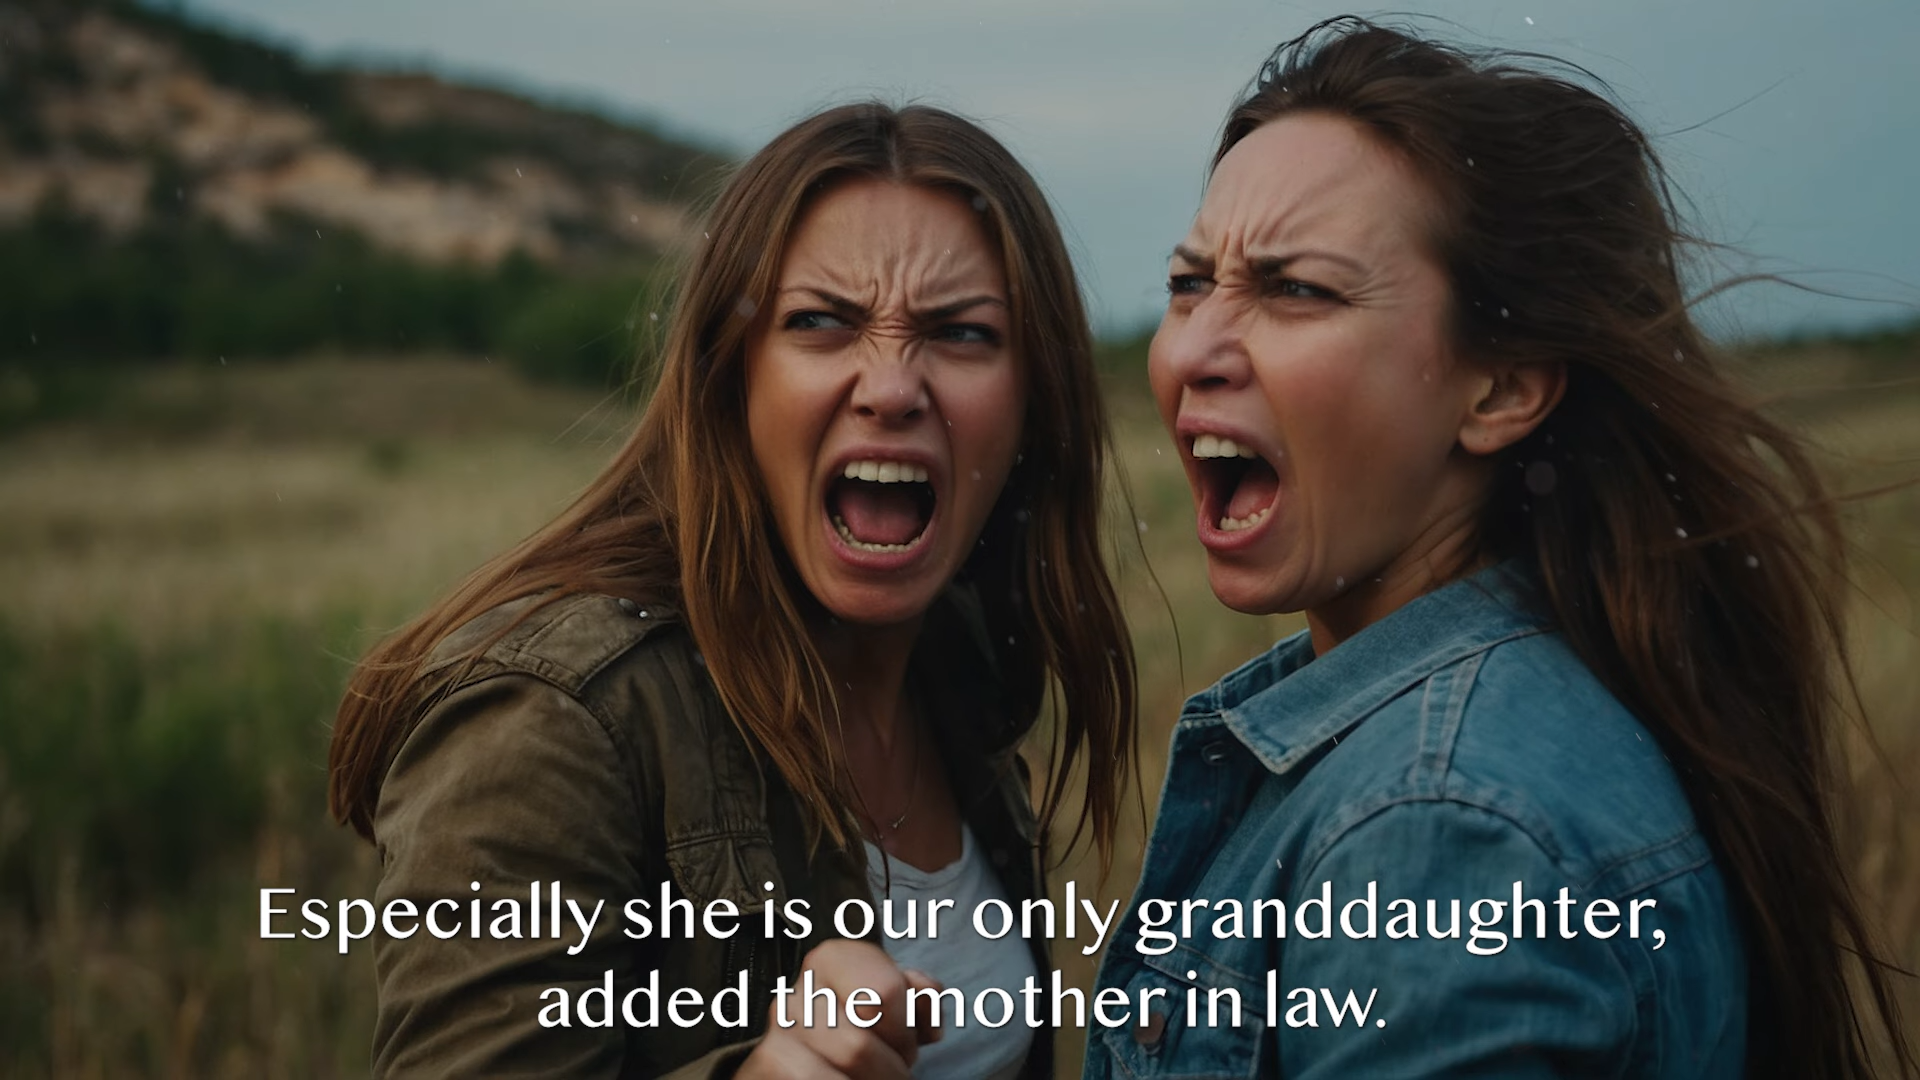 Especially she is our only granddaughter,
added the mother in law.